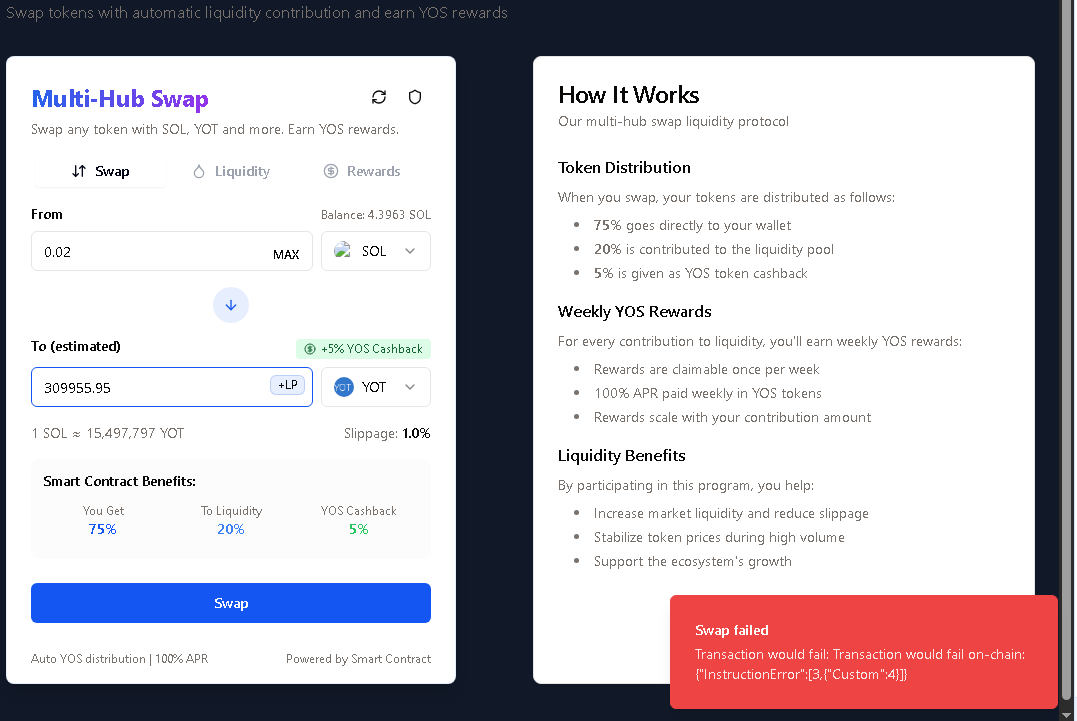 Swap tokens with automatic liquidity contribution and earn YOS rewards
Multi-Hub Swap
Swap any token with SOL, YOT and more. Earn YOS rewards.
Swap
Liquidity
Rewards
From
Balance: 4.3963 SOL
0.02
MAX
SOL
To (estimated)
+5% YOS Cashback
309955.95
+LP
YOT
YOT
1 SOL ≈ 15,497,797 YOT
Slippage: 1.0%
Smart Contract Benefits:
You Get
To Liquidity
YOS Cashback
75%
20%
5%
Swap
Auto YOS distribution | 100% APR
Powered by Smart Contract
How It Works
Our multi-hub swap liquidity protocol
Token Distribution
When you swap, your tokens are distributed as follows:
75% goes directly to your wallet
20% is contributed to the liquidity pool
5% is given as YOS token cashback
Weekly YOS Rewards
For every contribution to liquidity, you'll earn weekly YOS rewards:
Rewards are claimable once per week
100% APR paid weekly in YOS tokens
Rewards scale with your contribution amount
Liquidity Benefits
By participating in this program, you help:
Increase market liquidity and reduce slippage
Stabilize token prices during high volume
Support the ecosystem's growth
Swap failed
Transaction would fail: Transaction would fail on-chain:
{"InstructionError":[3,{"Custom":4}]}